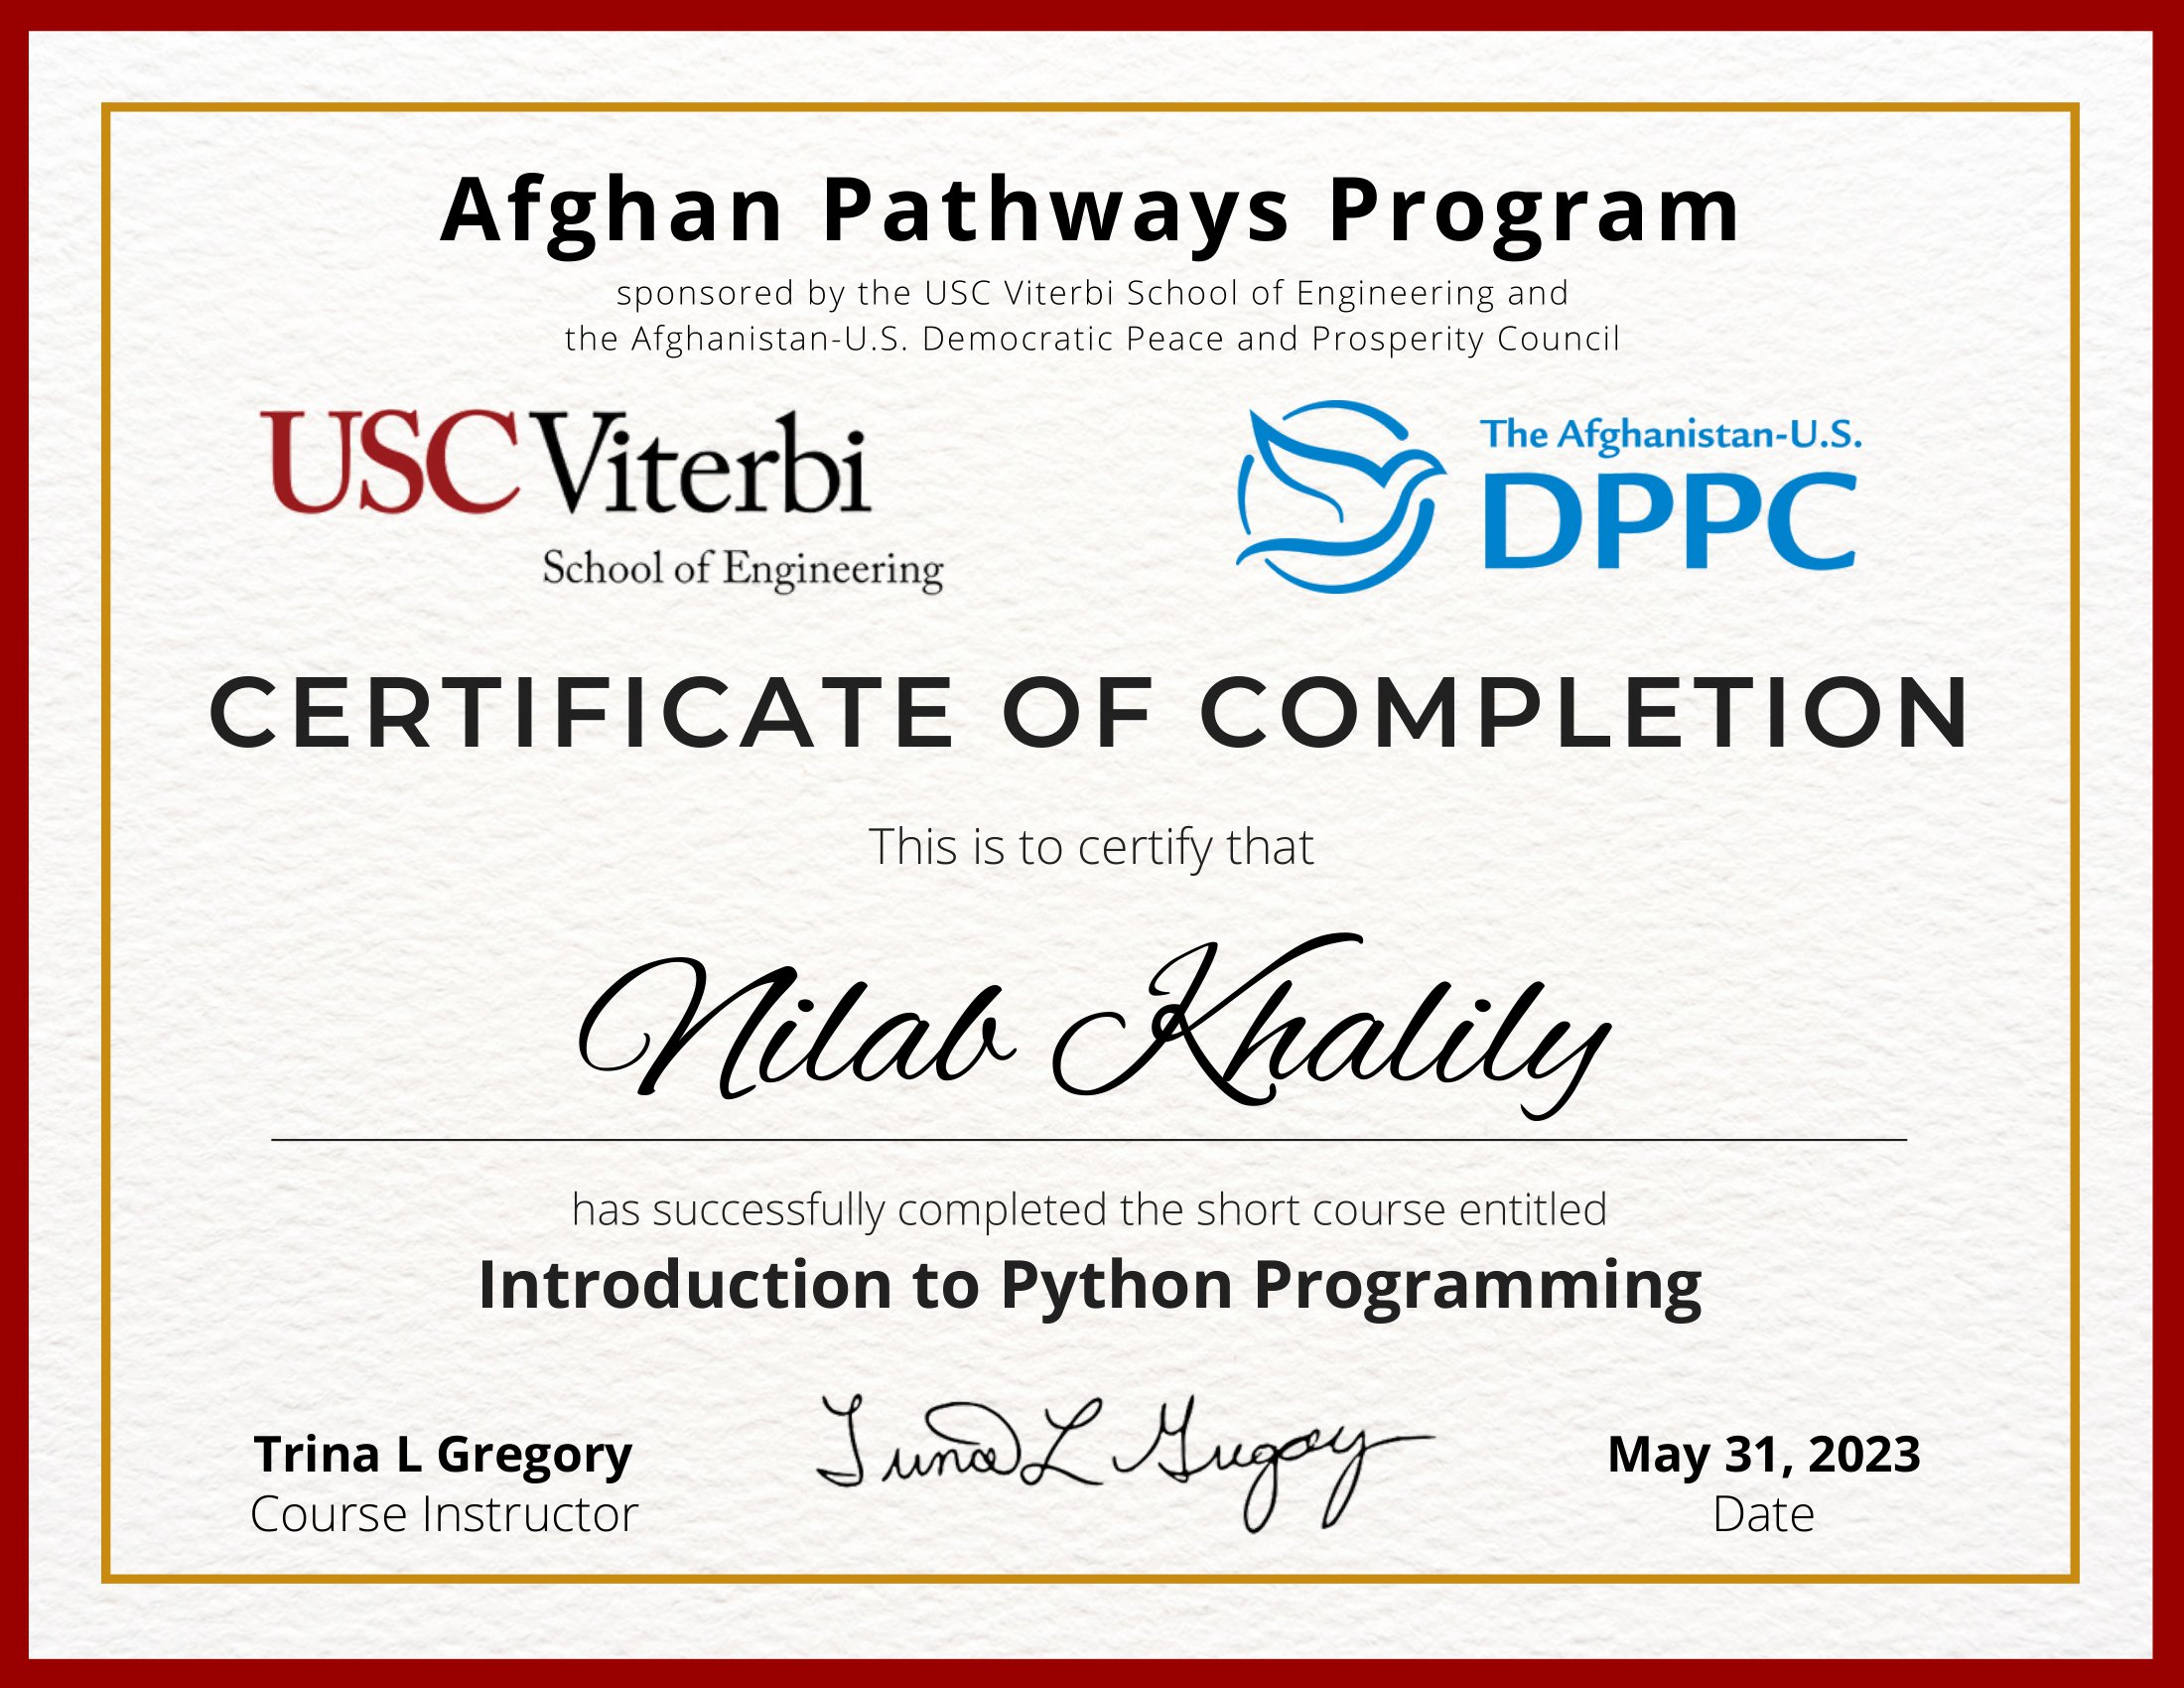 Afghan Pathways Program
sponsored by the USC Viterbi School of Engineering and
the Afghanistan-U.S. Democratic Peace and Prosperity Council
USC Viterbi
School of Engineering
The Afghanistan-U.S.
DPPC
CERTIFICATE OF COMPLETION
This is to certify that
Nilab Khalily
has successfully completed the short course entitled
Introduction to Python Programming
Trina L Gregory
Course Instructor
Trina L Gregory
May 31, 2023
Date